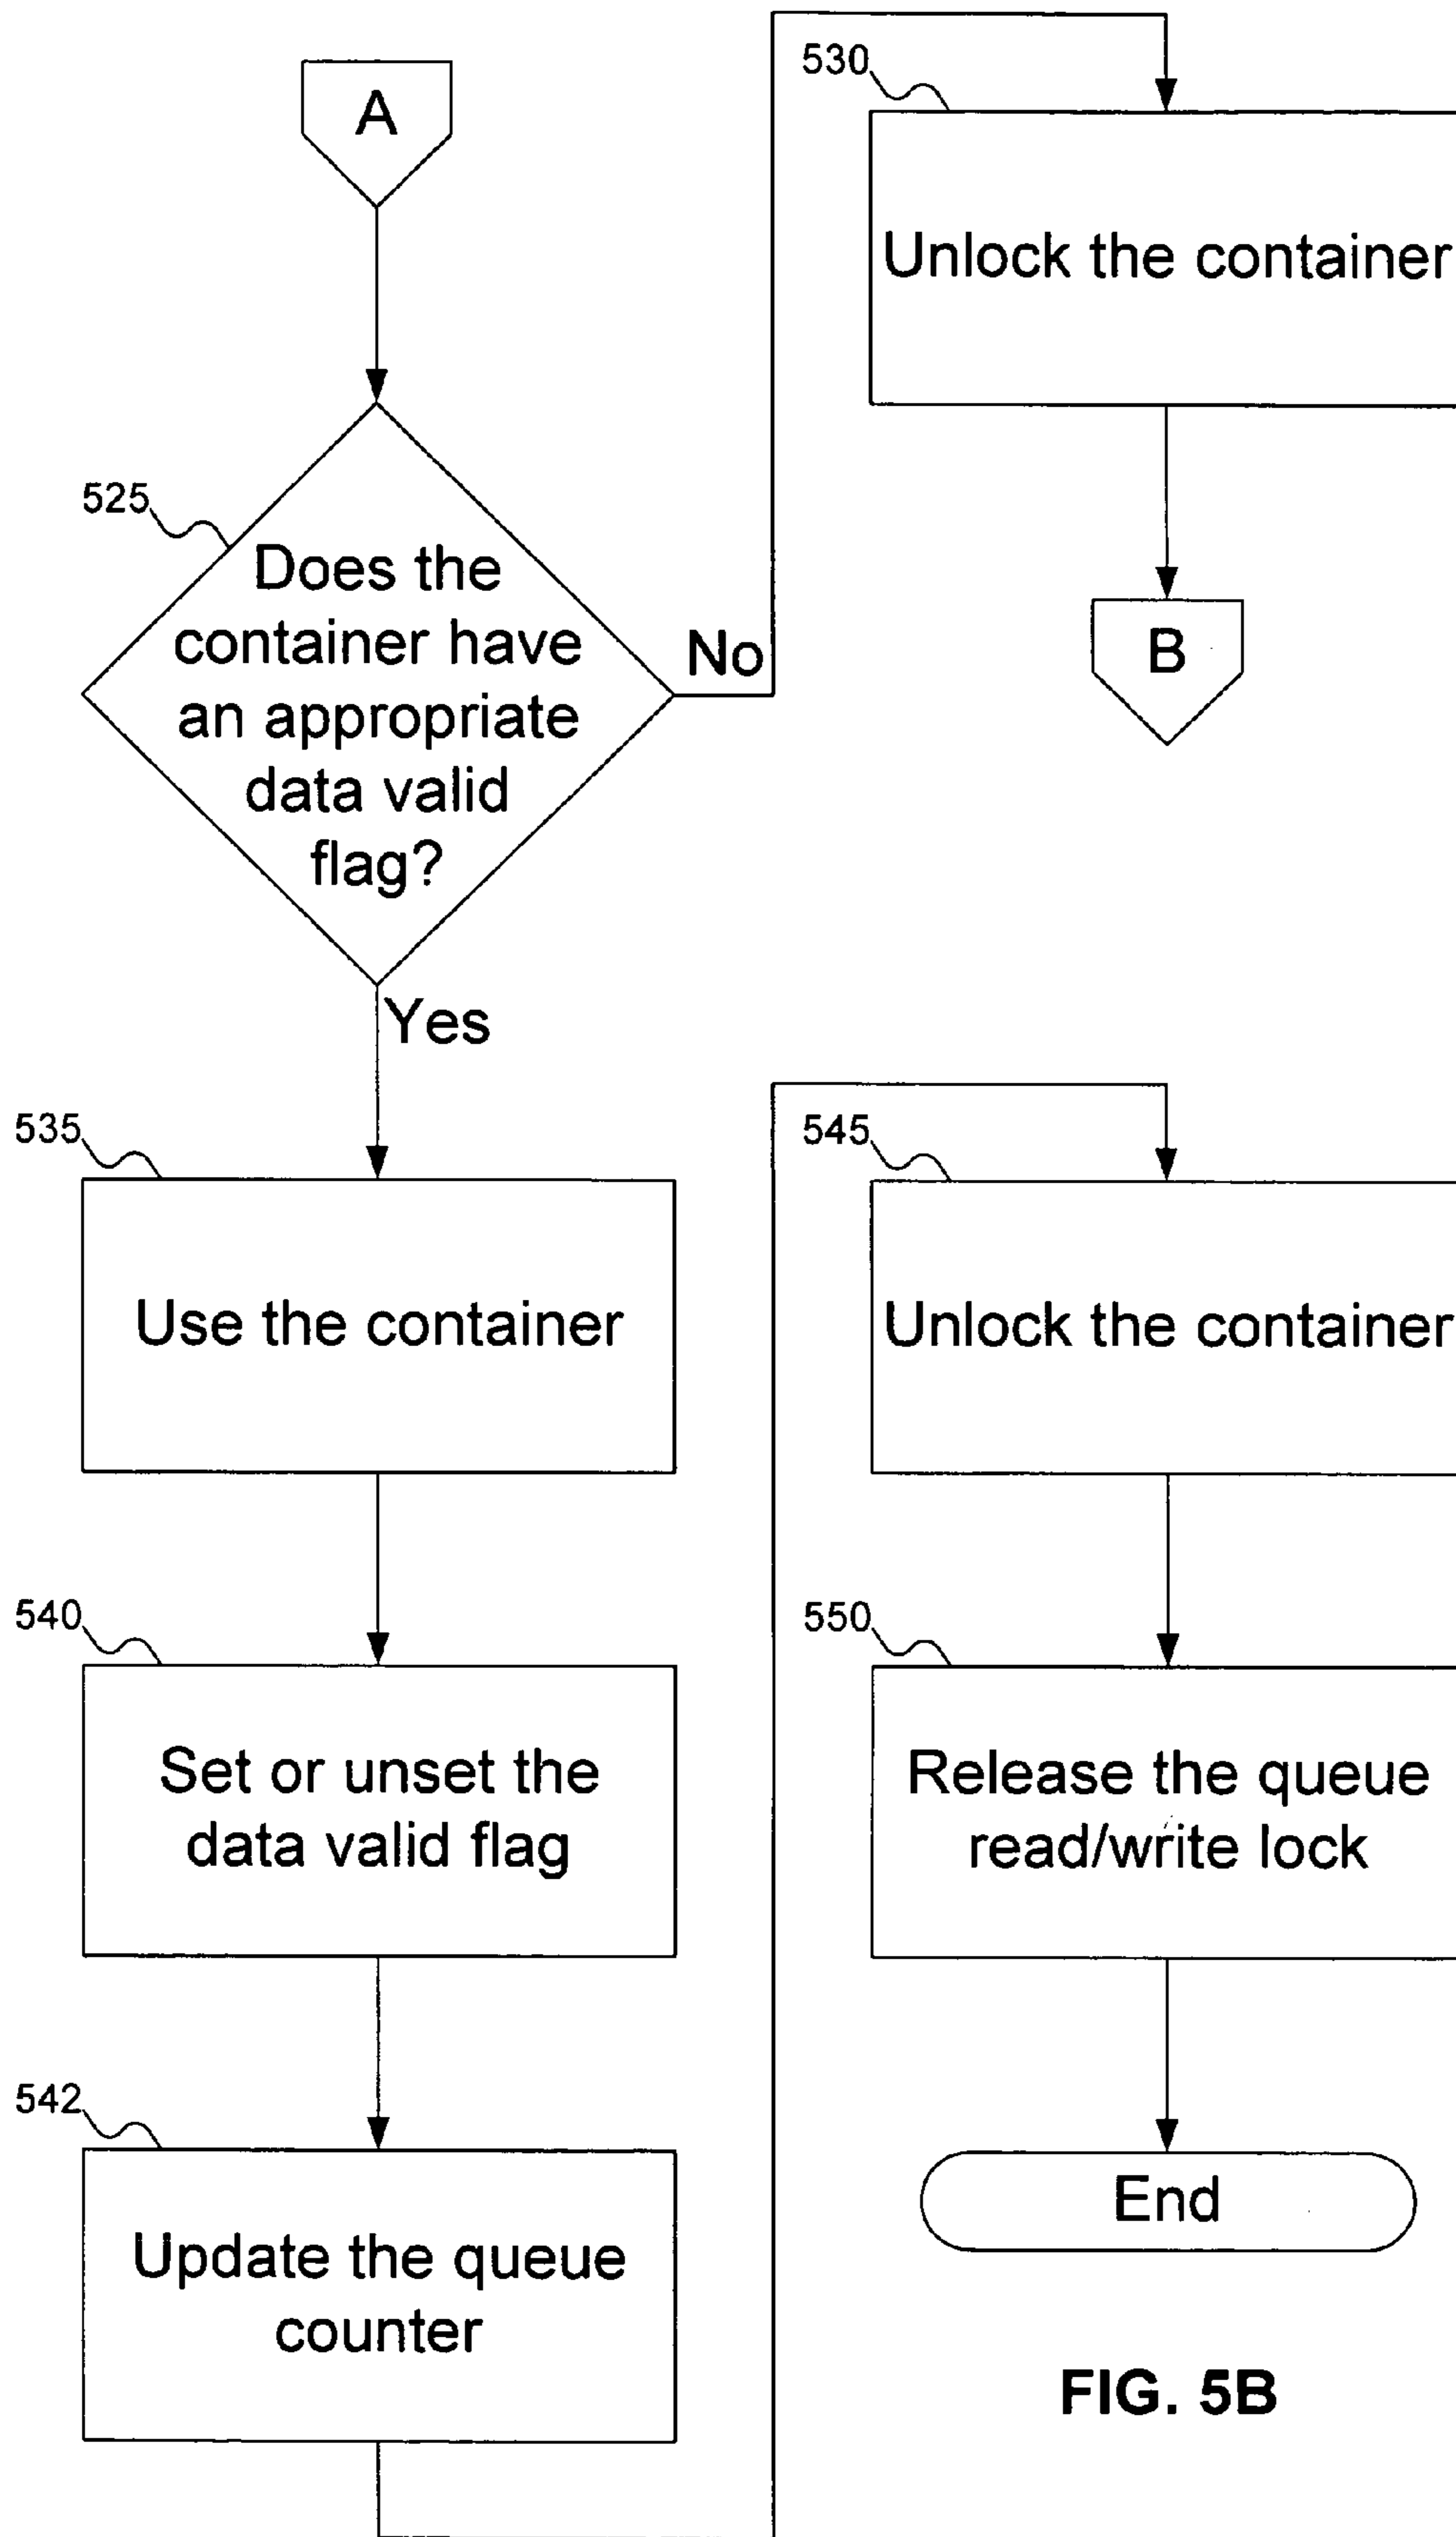 A
525
Does the
container have
an appropriate
data valid
flag?
No
Yes
530
Unlock the container
B
535
Use the container
540
Set or unset the
data valid flag
542
Update the queue
counter
545
Unlock the container
550
Release the queue
read/write lock
End
FIG. 5B